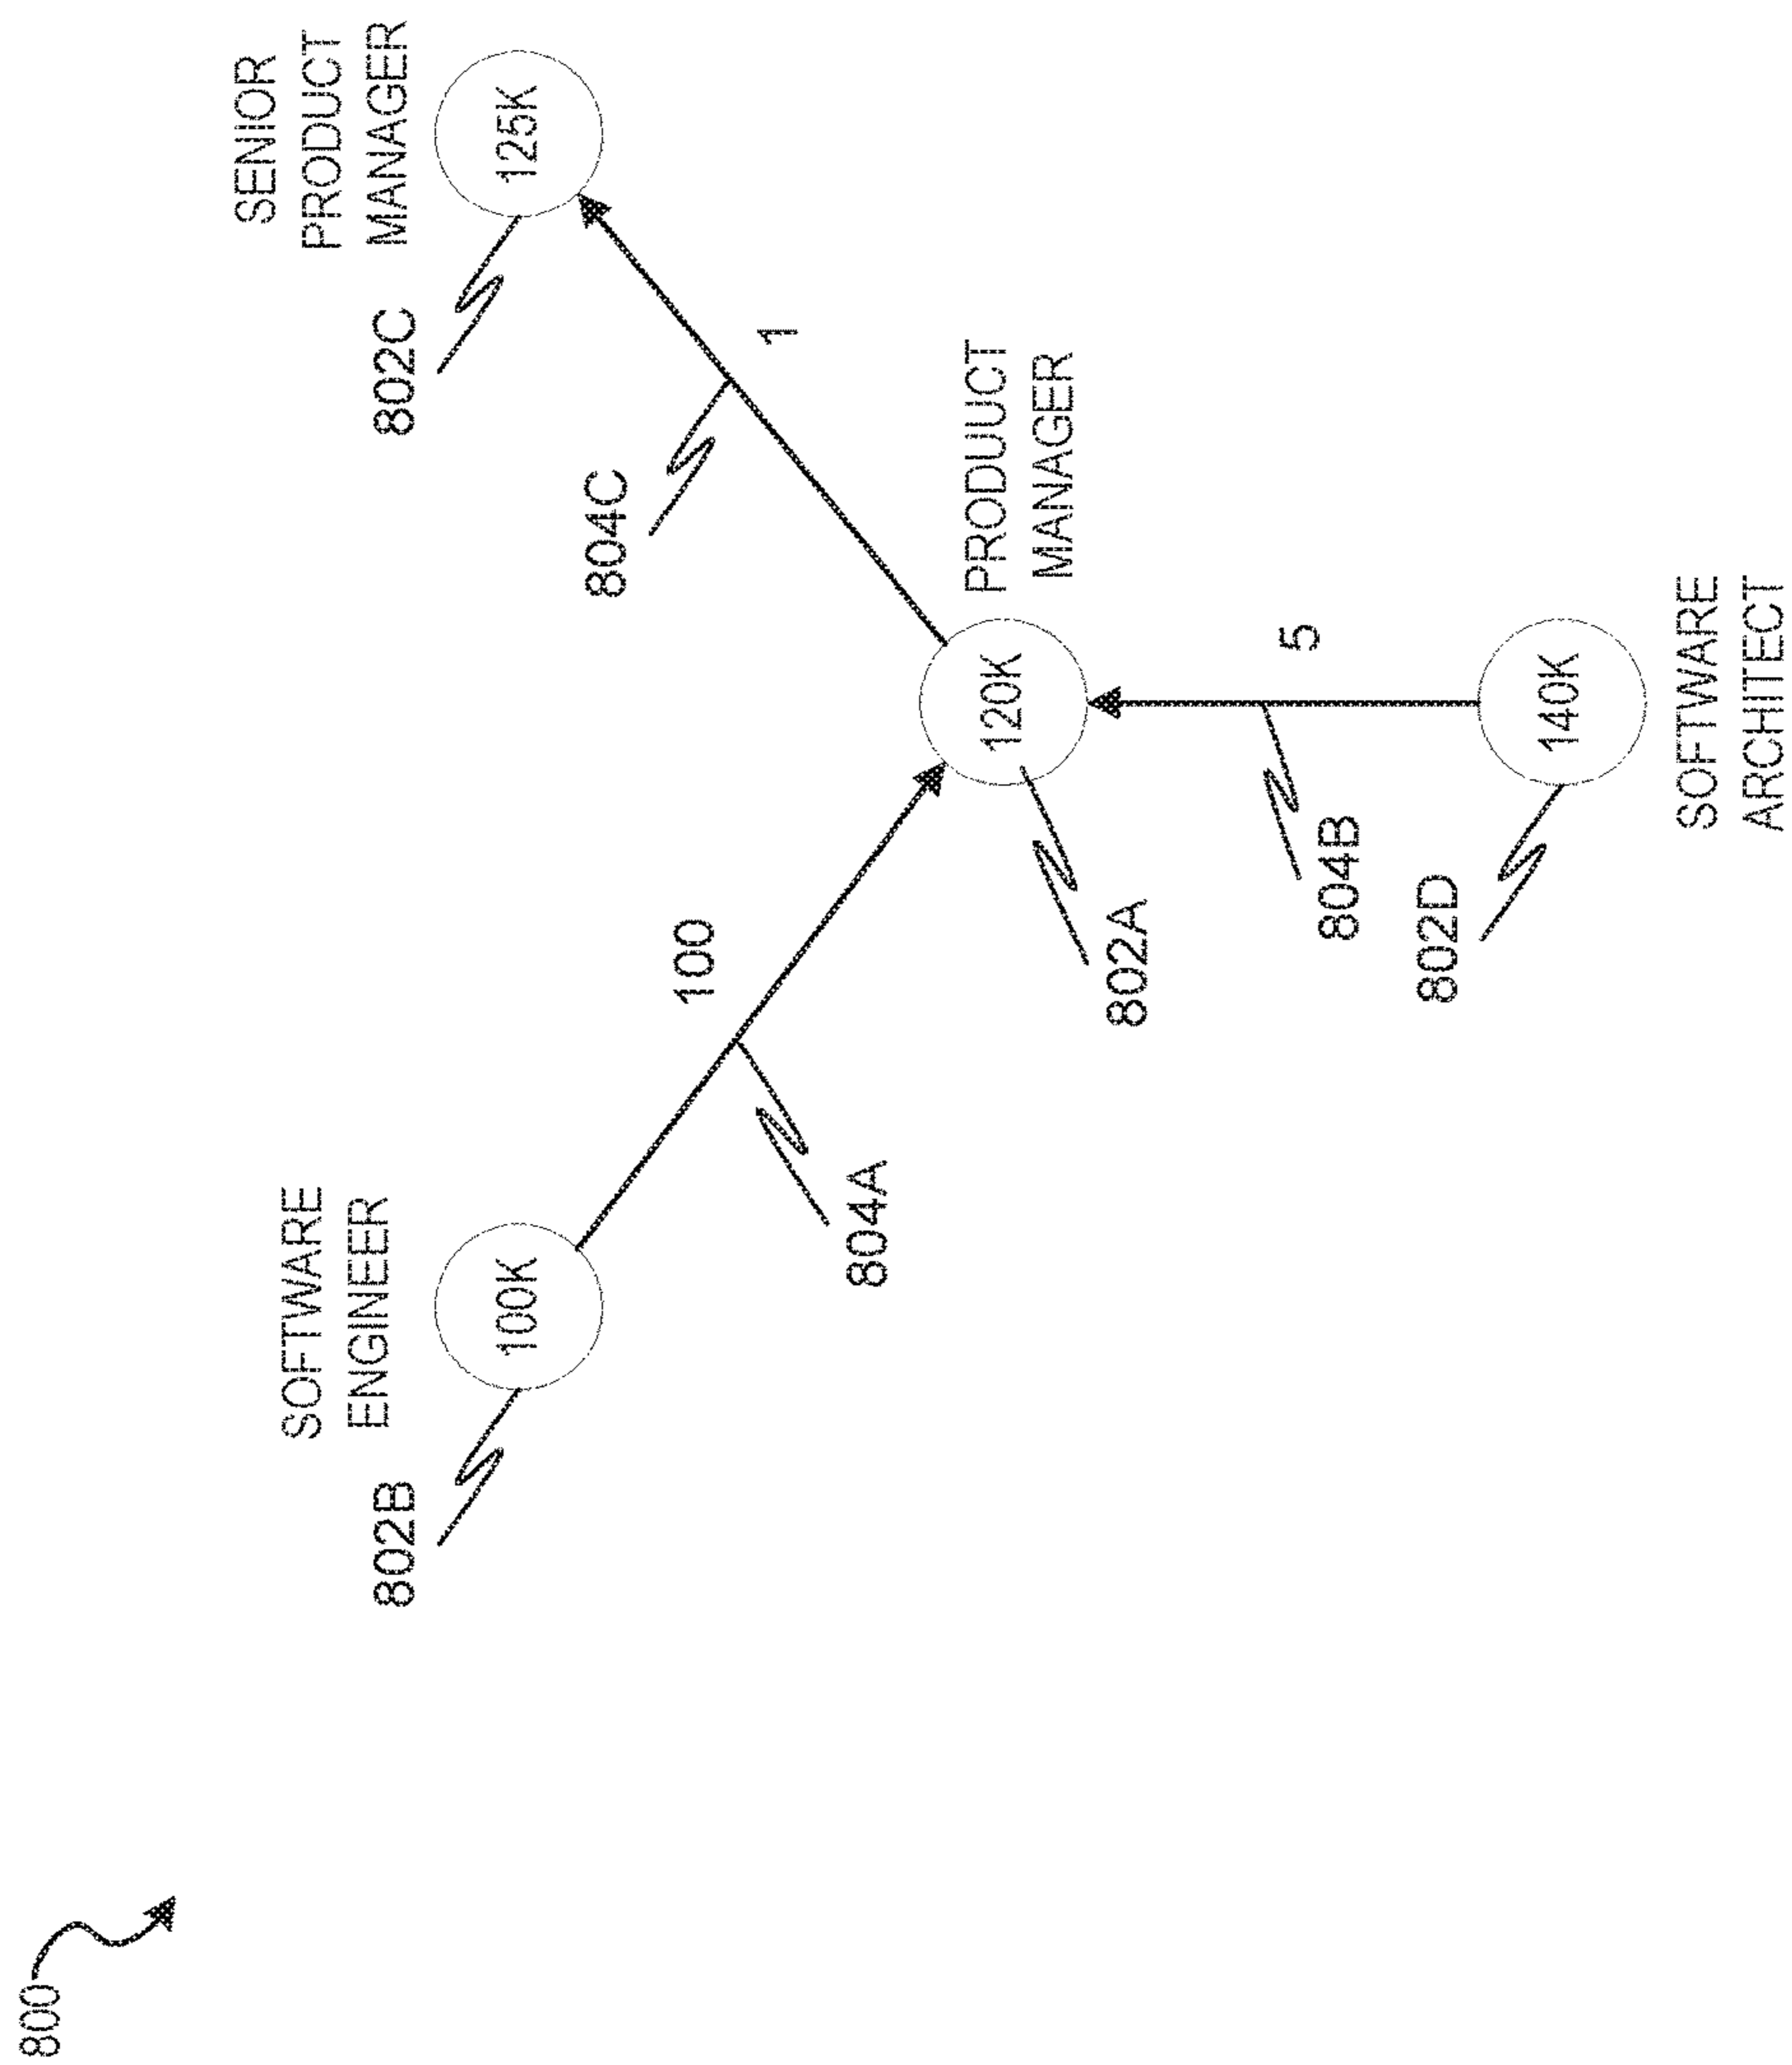 800
SOFTWARE
ENGINEER
802B
100K
SENIOR
PRODUCT
MANAGER
802C
125K
804C
100
1
804A
120K
PRODUUCT
MANAGER
802A
5
804B
802D
140K
SOFTWARE
ARCHITECT